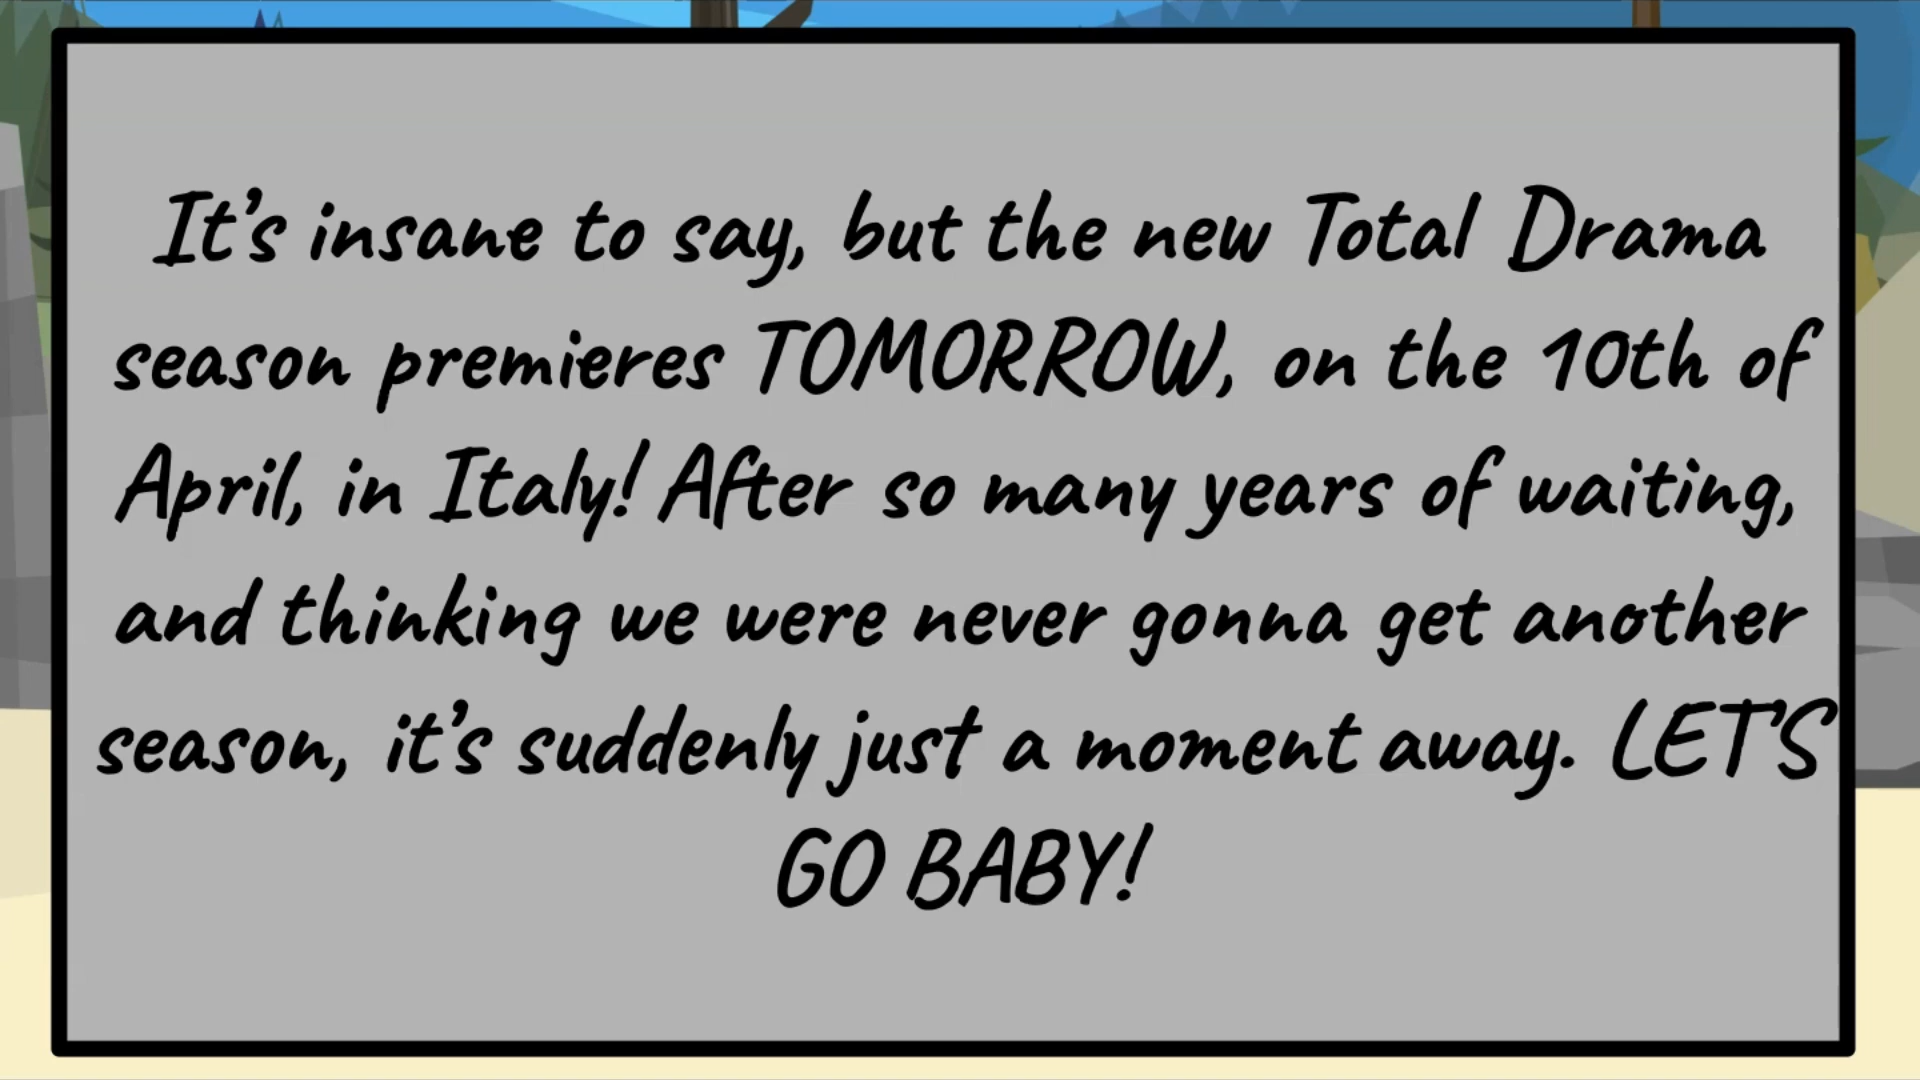 It's insane to say, but the new Total Drama
season premieres TOMORROW, on the 10th of
April, in Italy! After so many years of waiting,
and thinking we were never gonna get another
season, it's suddenly just a moment away. LET'S
GO BABY!